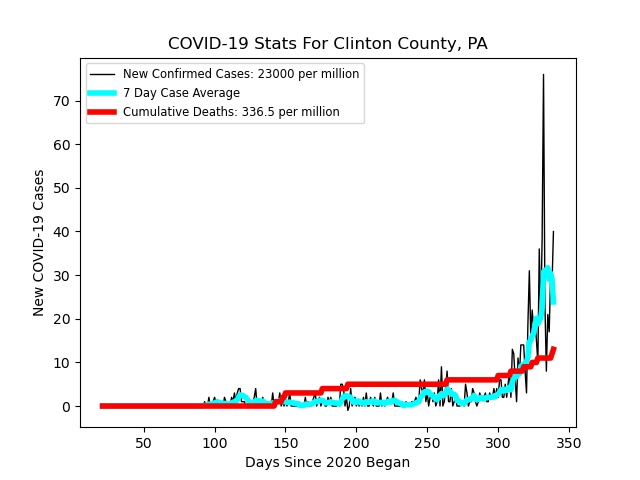 COVID-19 Stats For Clinton County, PA
New Confirmed Cases: 23000 per million
7 Day Case Average
Cumulative Deaths: 336.5 per million
New COVID-19 Cases
70
60
50
40
30
20
10
0
50 100 150 200 250 300 350
Days Since 2020 Began